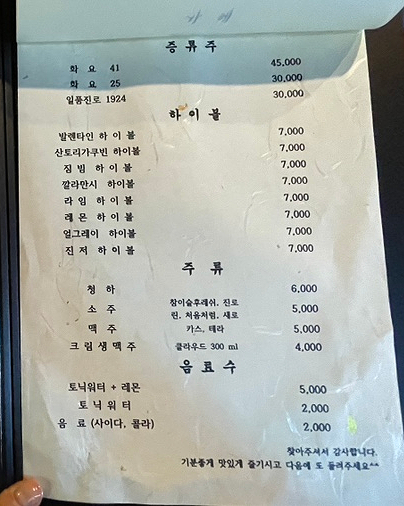 증류주
화요 41 45,000
화요 25 30,000
일품진로 1924 30,000
하이볼
발렌타인 하이볼 7,000
산토리가쿠빈 하이볼 7,000
짐빔 하이볼 7,000
깔라만시 하이볼 7,000
라임 하이볼 7,000
레몬 하이볼 7,000
얼그레이 하이볼 7,000
진저 하이볼 7,000
주류
청하 6,000
소주 참이슬후레쉬, 진로 5,000
린, 처음처럼, 새로
맥주 카스, 테라 5,000
크림생맥주 클라우드 300 ml 4,000
음료수
토닉워터 + 레몬 5,000
토닉워터 2,000
음료 (사이다, 콜라) 2,000
찾아주셔서 감사합니다.
기분좋게 맛있게 즐기시고 다음에 도 들려주세요^^